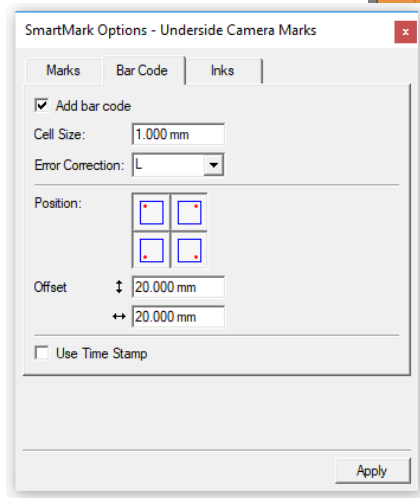 SmartMark Options - Underside Camera Marks
x
Marks Bar Code Inks
Add bar code
Cell Size: 1.000 mm
Error Correction: L
Position:
Offset 20.000 mm
20.000 mm
Use Time Stamp
Apply